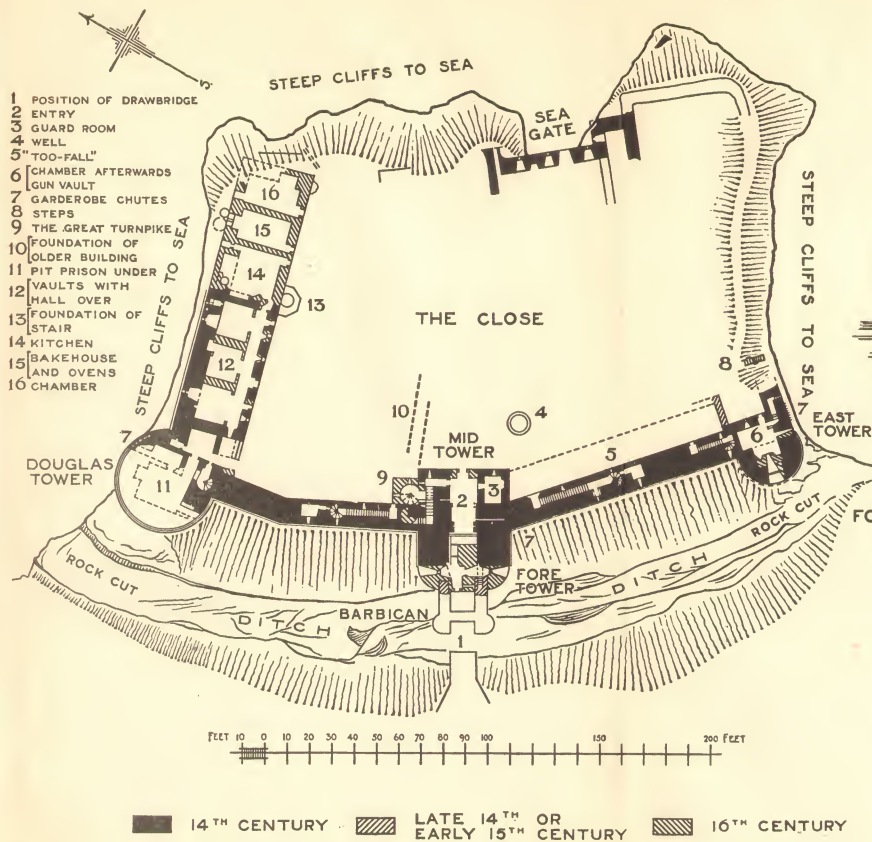 S.
STEEP CLIFFS TO SEA
1 POSITION OF DRAWBRIDGE
2 ENTRY
3 GUARD ROOM
4 WELL
5 "TOO-FALL"
6 CHAMBER AFTERWARDS
GUN VAULT
7 GARDEROBE CHUTES
8 STEPS
9 THE GREAT TURNPIKE
10 FOUNDATION OF
OLDER BUILDING
11 PIT PRISON UNDER
12 VAULTS WITH
HALL OVER
13 FOUNDATION OF
STAIR
14 KITCHEN
15 BAKEHOUSE
AND OVENS
16 CHAMBER
SEA
GATE
STEEP CLIFFS TO SEA
STEEP CLIFFS TO SEA
16
15
14
13
12
THE CLOSE
8
10
4
7
7
MID
TOWER
5
6
EAST
TOWER
DOUGLAS
TOWER
11
9
2
3
7
FO
ROCK CUT
DITCH
BARBICAN
FORE
TOWER
DITCH
ROCK CUT
1
FEET 10 0 10 20 30 40 50 60 70 80 90 100 150 200 FEET
14TH CENTURY
LATE 14TH OR
EARLY 15TH CENTURY
16TH CENTURY